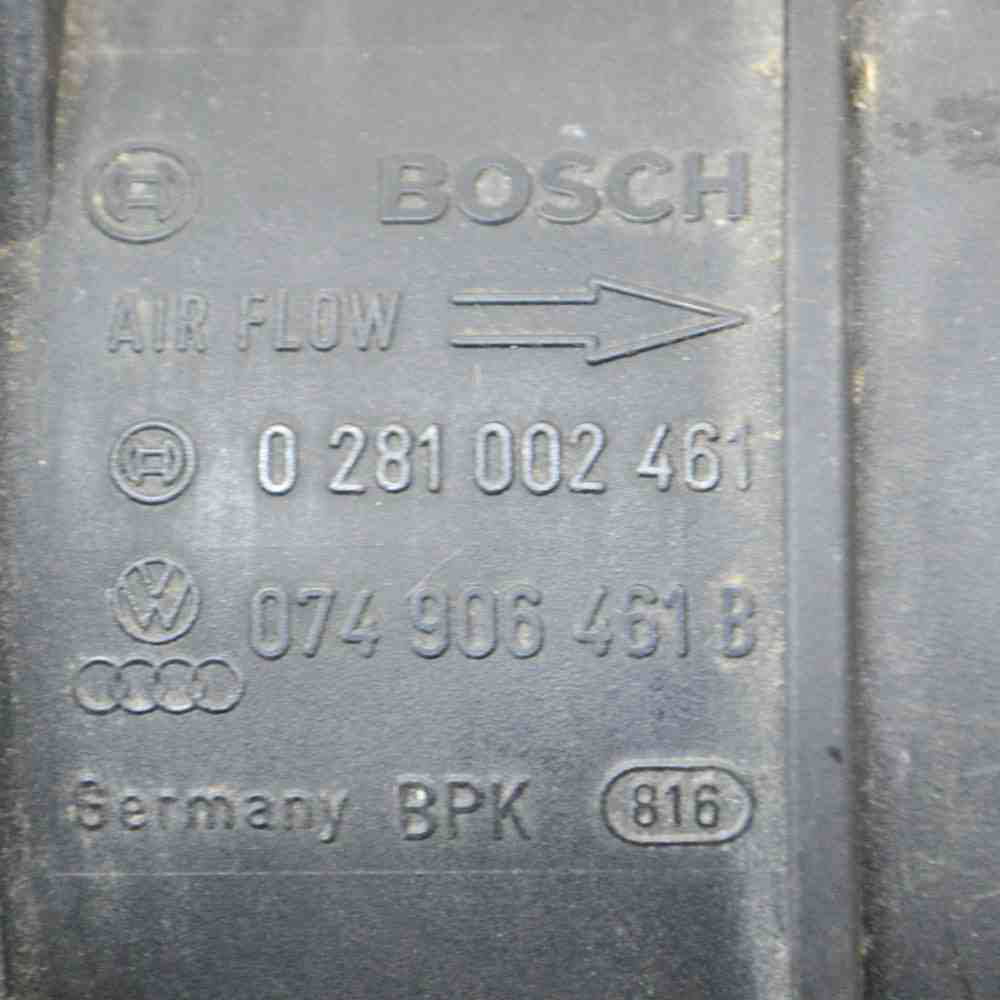 BOSCH
AIR FLOW
0 281 002 461
074 906 461 B
Germany BPK 816